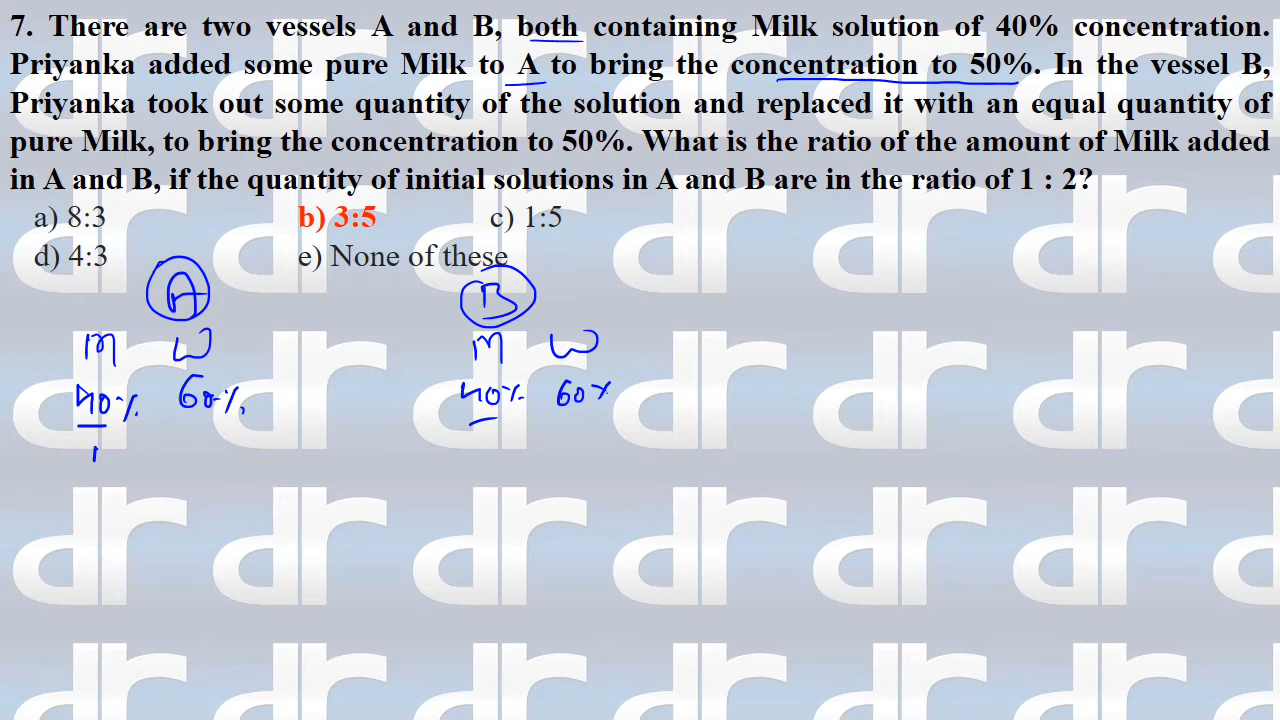 7. There are two vessels A and B, both containing Milk solution of 40% concentration.
Priyanka added some pure Milk to A to bring the concentration to 50%. In the vessel B,
Priyanka took out some quantity of the solution and replaced it with an equal quantity of
pure Milk, to bring the concentration to 50%. What is the ratio of the amount of Milk added
in A and B, if the quantity of initial solutions in A and B are in the ratio of 1 : 2?
a) 8:3 b) 3:5 c) 1:5
d) 4:3 e) None of these
A B
M W M W
40% 60% 40% 60%